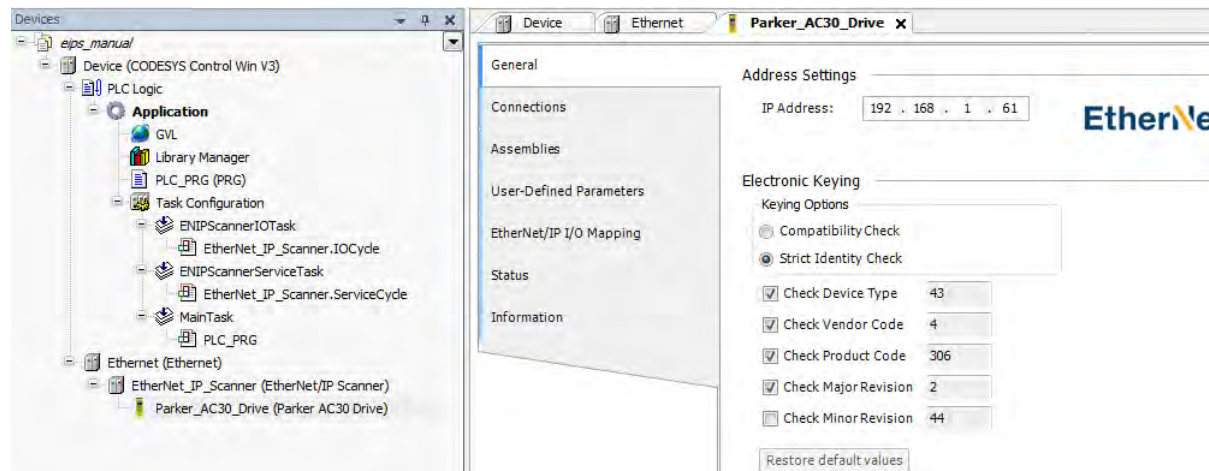 Devices
eips_manual
Device (CODESYS Control Win V3)
PLC Logic
Application
GVL
Library Manager
PLC_PRG (PRG)
Task Configuration
ENIPScannerIOTask
EtherNet_IP_Scanner.IOCycle
ENIPScannerServiceTask
EtherNet_IP_Scanner.ServiceCycle
MainTask
PLC_PRG
Ethernet (Ethernet)
EtherNet_IP_Scanner (EtherNet/IP Scanner)
Parker_AC30_Drive (Parker AC30 Drive)
Device
Ethernet
Parker_AC30_Drive
General
Connections
Assemblies
User-Defined Parameters
EtherNet/IP I/O Mapping
Status
Information
Address Settings
IP Address: 192 . 168 . 1 . 61
EtherNe
Electronic Keying
Keying Options
Compatibility Check
Strict Identity Check
Check Device Type 43
Check Vendor Code 4
Check Product Code 306
Check Major Revision 2
Check Minor Revision 44
Restore default values